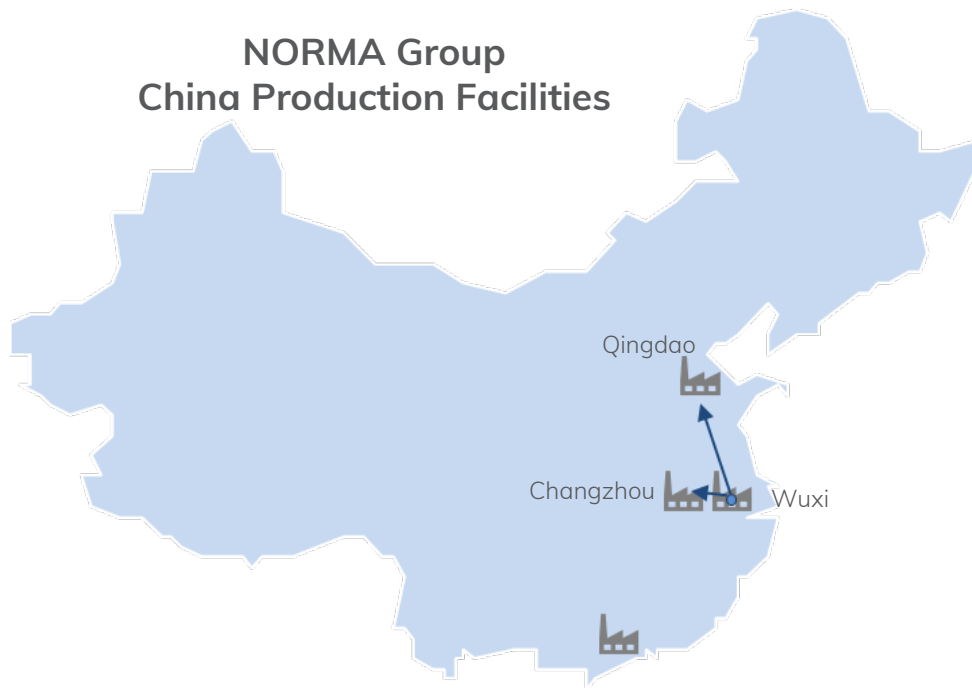 NORMA Group
China Production Facilities
Qingdao
Changzhou
Wuxi